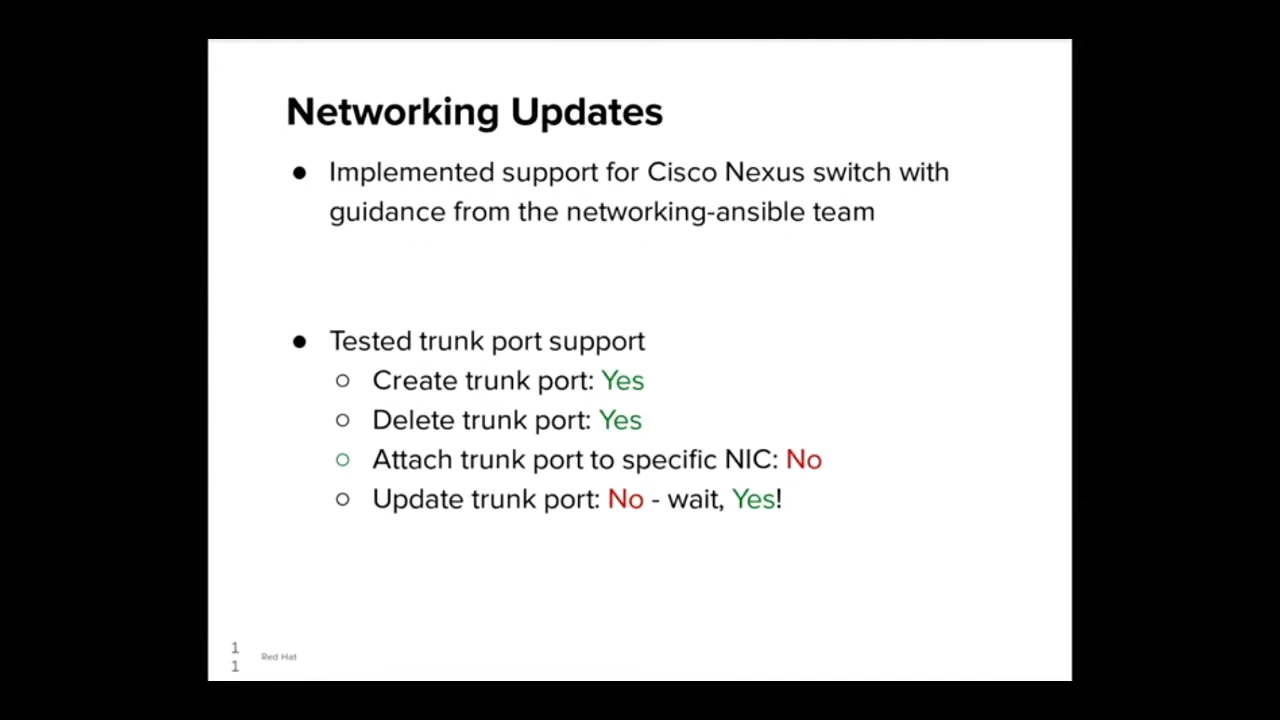 Networking Updates
● Implemented support for Cisco Nexus switch with
guidance from the networking-ansible team
● Tested trunk port support
○ Create trunk port: Yes
○ Delete trunk port: Yes
○ Attach trunk port to specific NIC: No
○ Update trunk port: No - wait, Yes!
1
1
Red Hat